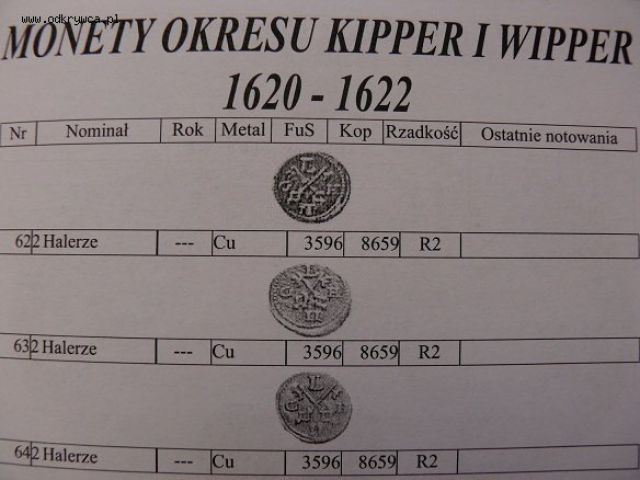 www.odkrywca.pl
MONETY OKRESU KIPPER I WIPPER
1620 - 1622
Nr Nominał Rok Metal FuS Kop Rzadkość Ostatnie notowania
62 2 Halerze --- Cu 3596 8659 R2
63 2 Halerze --- Cu 3596 8659 R2
64 2 Halerze --- Cu 3596 8659 R2